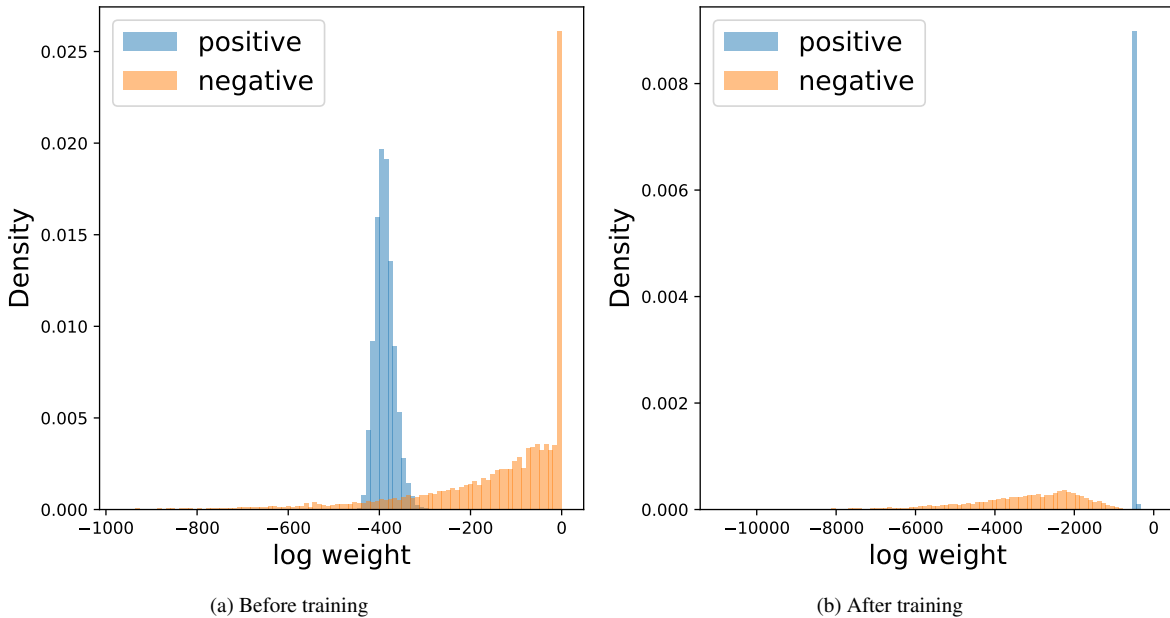 positive
negative
0.025
0.020
0.015
0.010
0.005
0.000
Density
−1000
−800
−600
−400
−200
0
log weight
(a) Before training
positive
negative
0.008
0.006
0.004
0.002
0.000
Density
−10000
−8000
−6000
−4000
−2000
0
log weight
(b) After training